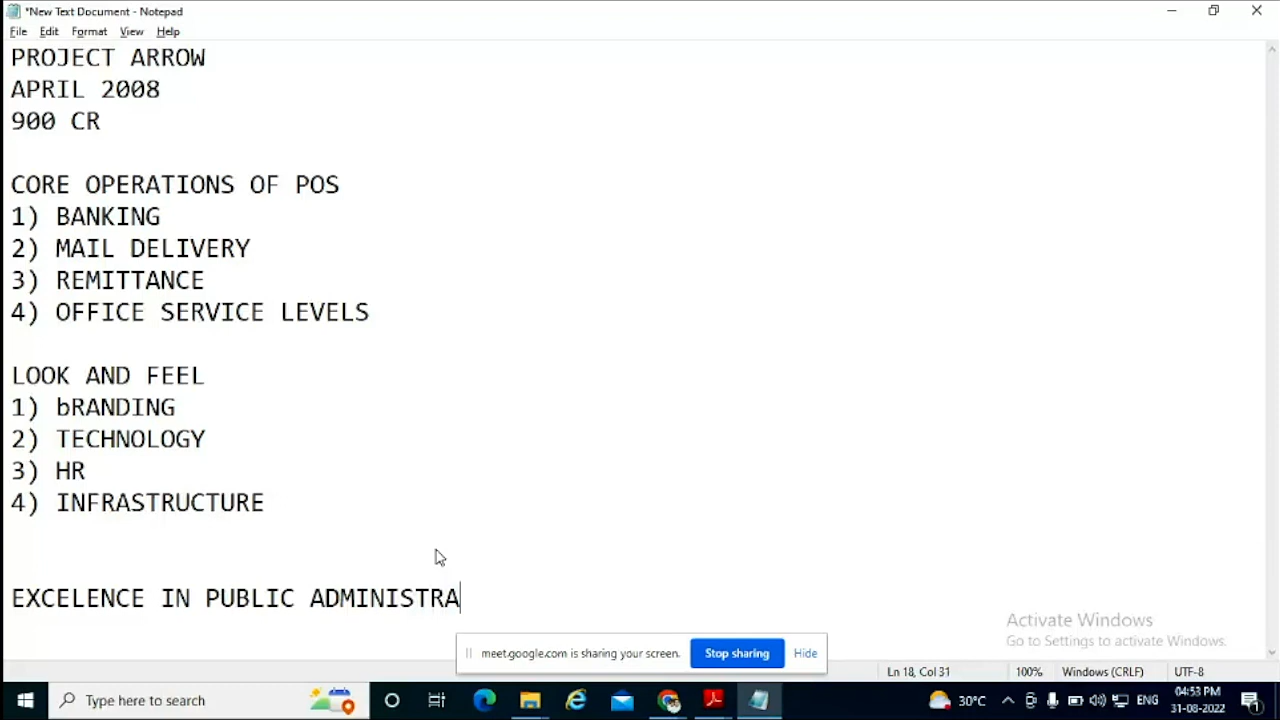 *New Text Document - Notepad
File Edit Format View Help
PROJECT ARROW
APRIL 2008
900 CR
CORE OPERATIONS OF POS
1) BANKING
2) MAIL DELIVERY
3) REMITTANCE
4) OFFICE SERVICE LEVELS
LOOK AND FEEL
1) bRANDING
2) TECHNOLOGY
3) HR
4) INFRASTRUCTURE
EXCELENCE IN PUBLIC ADMINISTRA
Activate Windows
Go to Settings to activate Windows.
meet.google.com is sharing your screen. Stop sharing Hide
Ln 18, Col 31 100% Windows (CRLF) UTF-8
Type here to search 30°C ENG 04:53 PM
31-08-2022